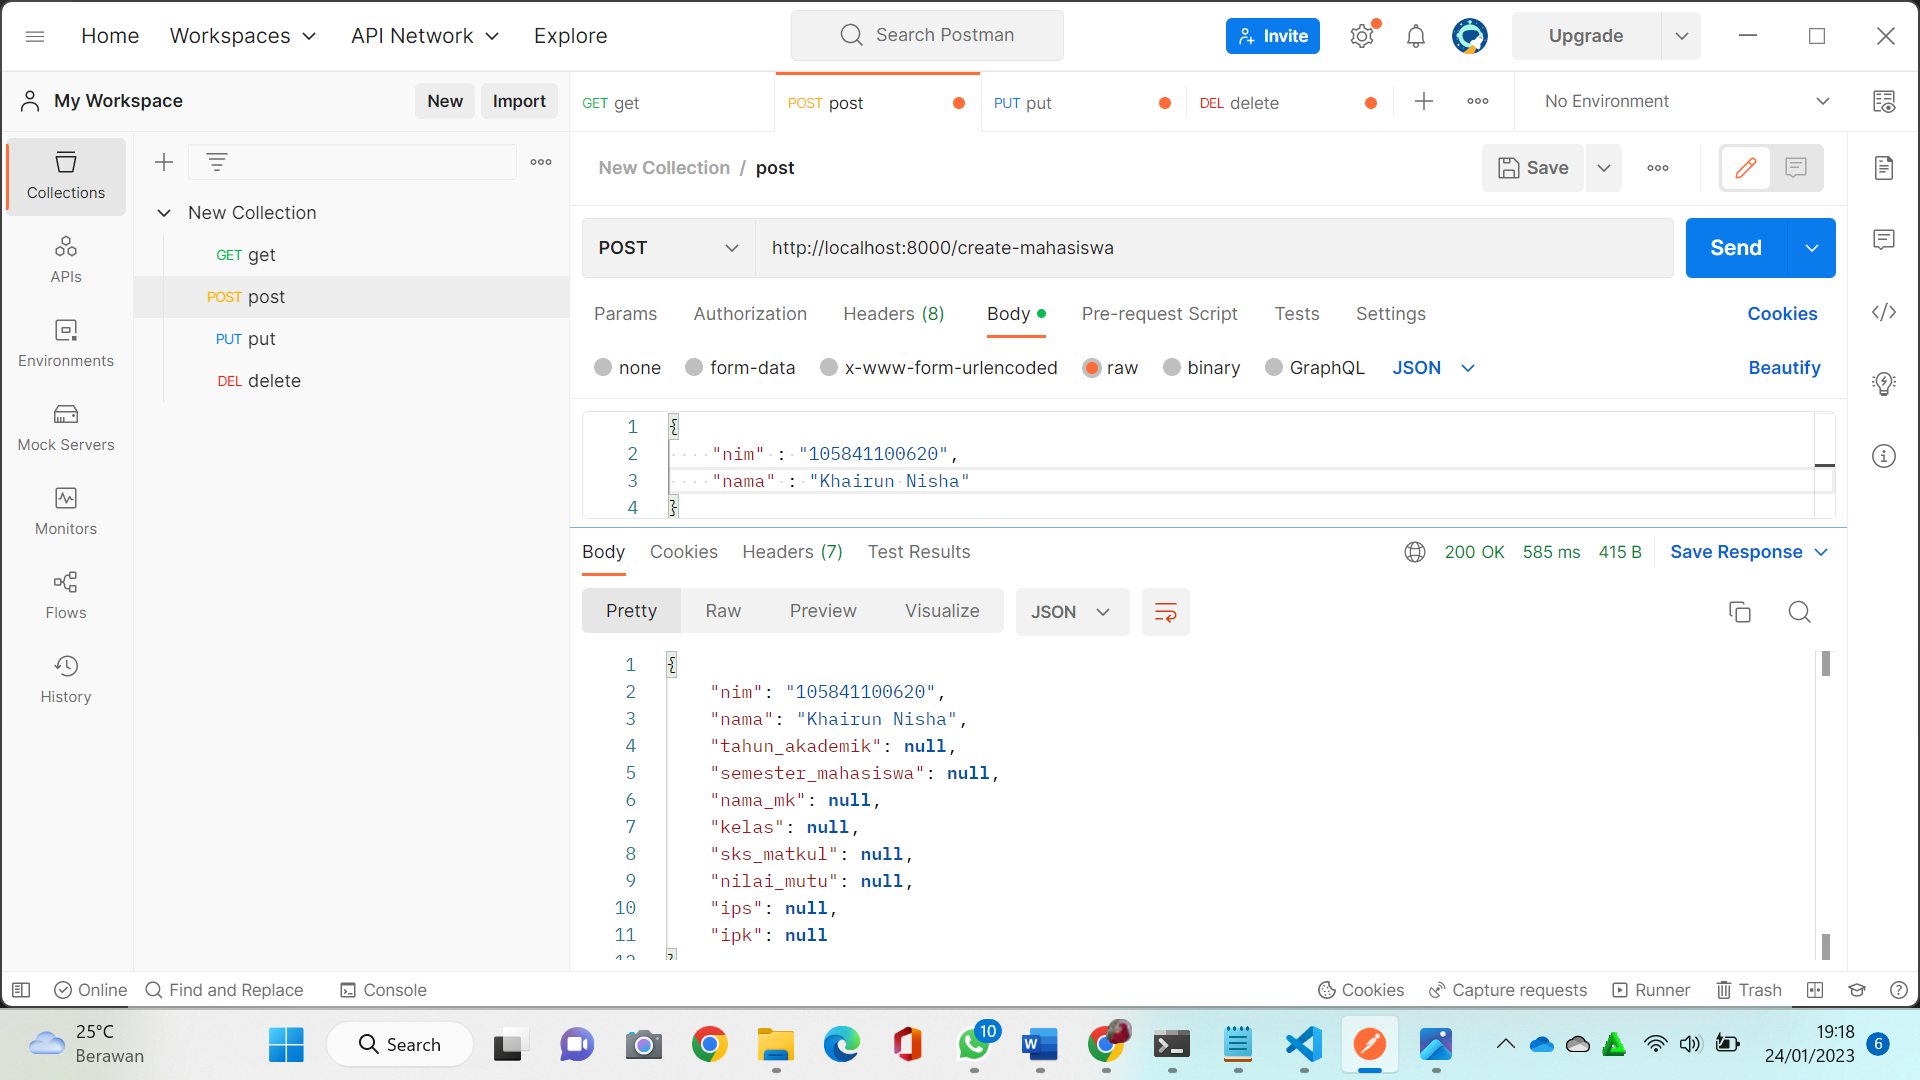 Home
Workspaces
API Network
Explore
Search Postman
Invite
Upgrade
My Workspace
New
Import
GET get
POST post
PUT put
DEL delete
No Environment
Collections
APIs
Environments
Mock Servers
Monitors
Flows
History
New Collection
GET get
POST post
PUT put
DEL delete
New Collection / post
Save
POST
http://localhost:8000/create-mahasiswa
Send
Params
Authorization
Headers (8)
Body
Pre-request Script
Tests
Settings
Cookies
none
form-data
x-www-form-urlencoded
raw
binary
GraphQL
JSON
Beautify
1 {
2 "nim" : "105841100620",
3 "nama" : "Khairun Nisha"
4 }
Body
Cookies
Headers (7)
Test Results
200 OK
585 ms
415 B
Save Response
Pretty
Raw
Preview
Visualize
JSON
1 {
2 "nim": "105841100620",
3 "nama": "Khairun Nisha",
4 "tahun_akademik": null,
5 "semester_mahasiswa": null,
6 "nama_mk": null,
7 "kelas": null,
8 "sks_matkul": null,
9 "nilai_mutu": null,
10 "ips": null,
11 "ipk": null
12 }
Online
Find and Replace
Console
Cookies
Capture requests
Runner
Trash
25°C
Berawan
Search
10
19:18
24/01/2023
6